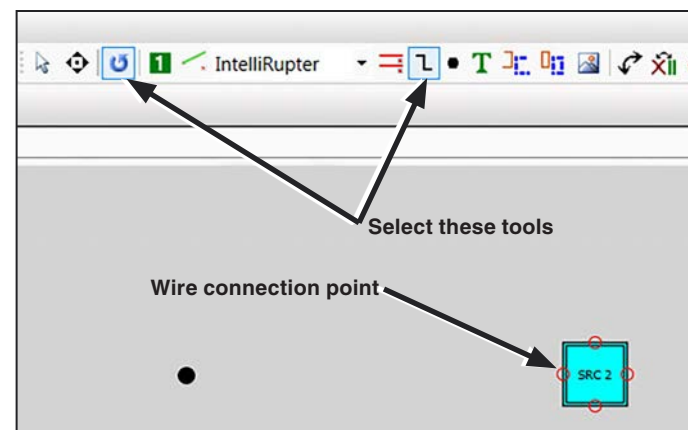 1 IntelliRupter T
Select these tools
Wire connection point
SRC 2